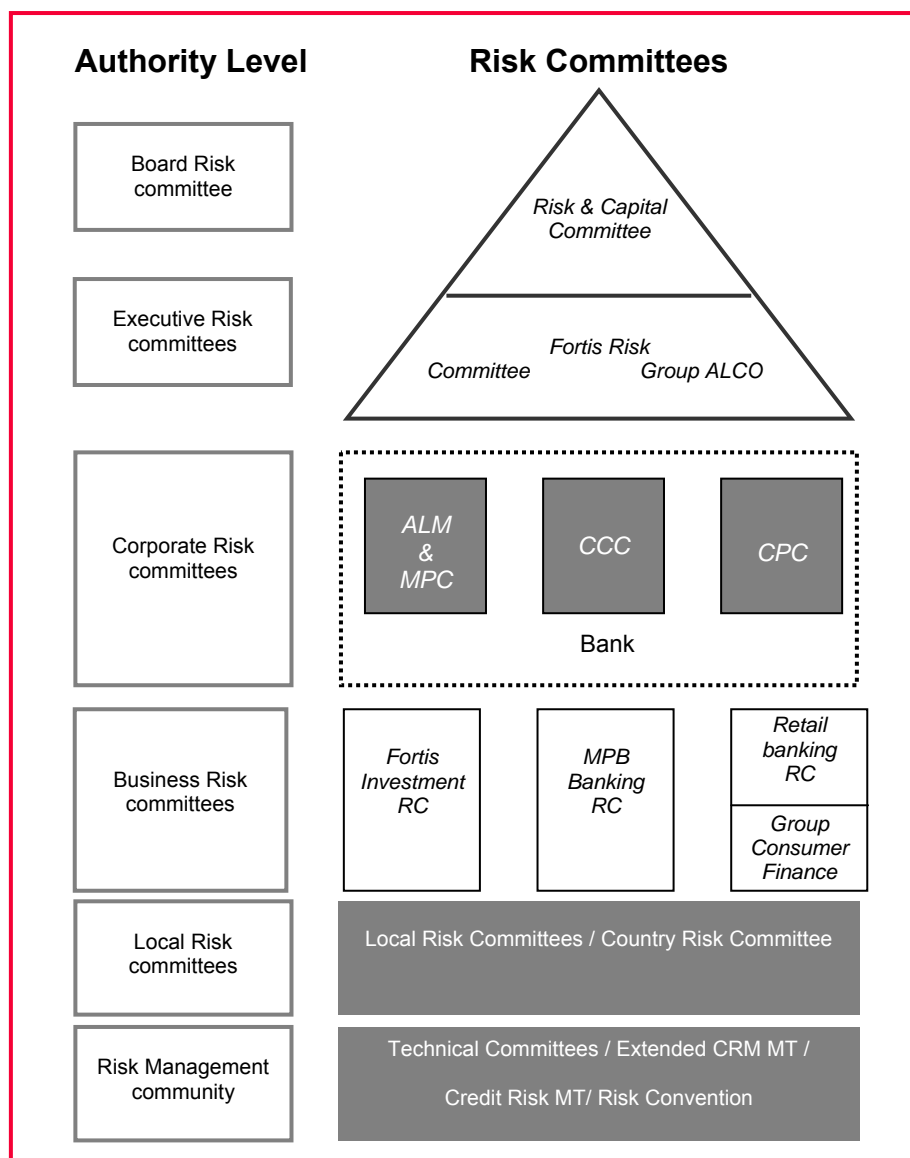 Authority Level
Risk Committees
Board Risk
committee
Risk & Capital
Committee
Executive Risk
committees
Fortis Risk
Committee
Group ALCO
Corporate Risk
committees
ALM
&
MPC
CCC
CPC
Bank
Business Risk
committees
Fortis
Investment
RC
MPB
Banking
RC
Retail
banking
RC
Group
Consumer
Finance
Local Risk
committees
Local Risk Committees / Country Risk Committee
Risk Management
community
Technical Committees / Extended CRM MT /
Credit Risk MT/ Risk Convention